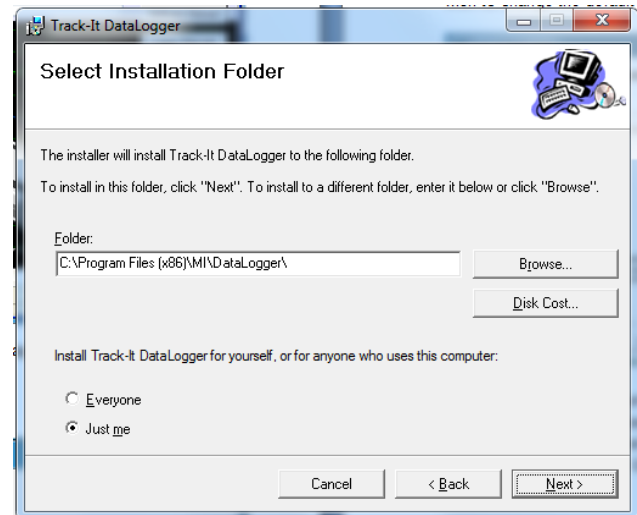 Track-It DataLogger
Select Installation Folder
The installer will install Track-It DataLogger to the following folder.
To install in this folder, click "Next". To install to a different folder, enter it below or click "Browse".
Folder:
C:\Program Files (x86)\MI\DataLogger\
Browse...
Disk Cost...
Install Track-It DataLogger for yourself, or for anyone who uses this computer:
Everyone
Just me
Cancel
< Back
Next >